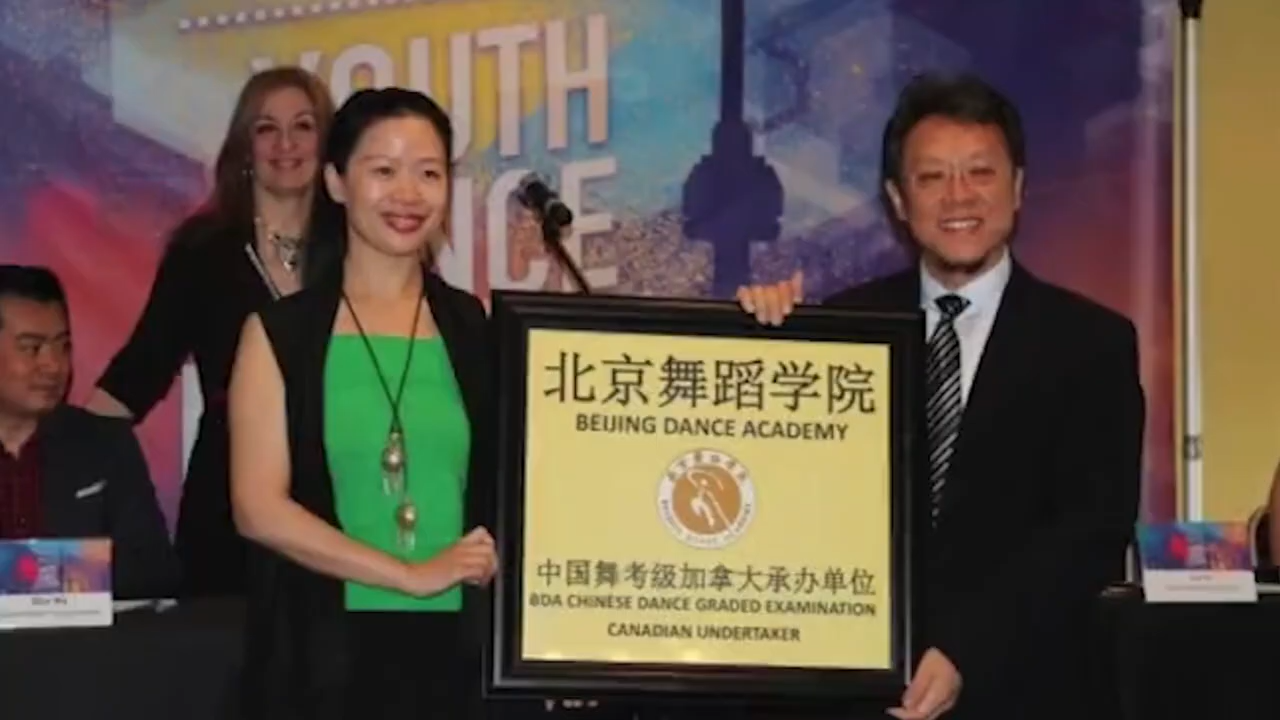 YOUTH
北京舞蹈学院
BEIJING DANCE ACADEMY
中国舞考级加拿大承办单位
BDA CHINESE DANCE GRADED EXAMINATION
CANADIAN UNDERTAKER